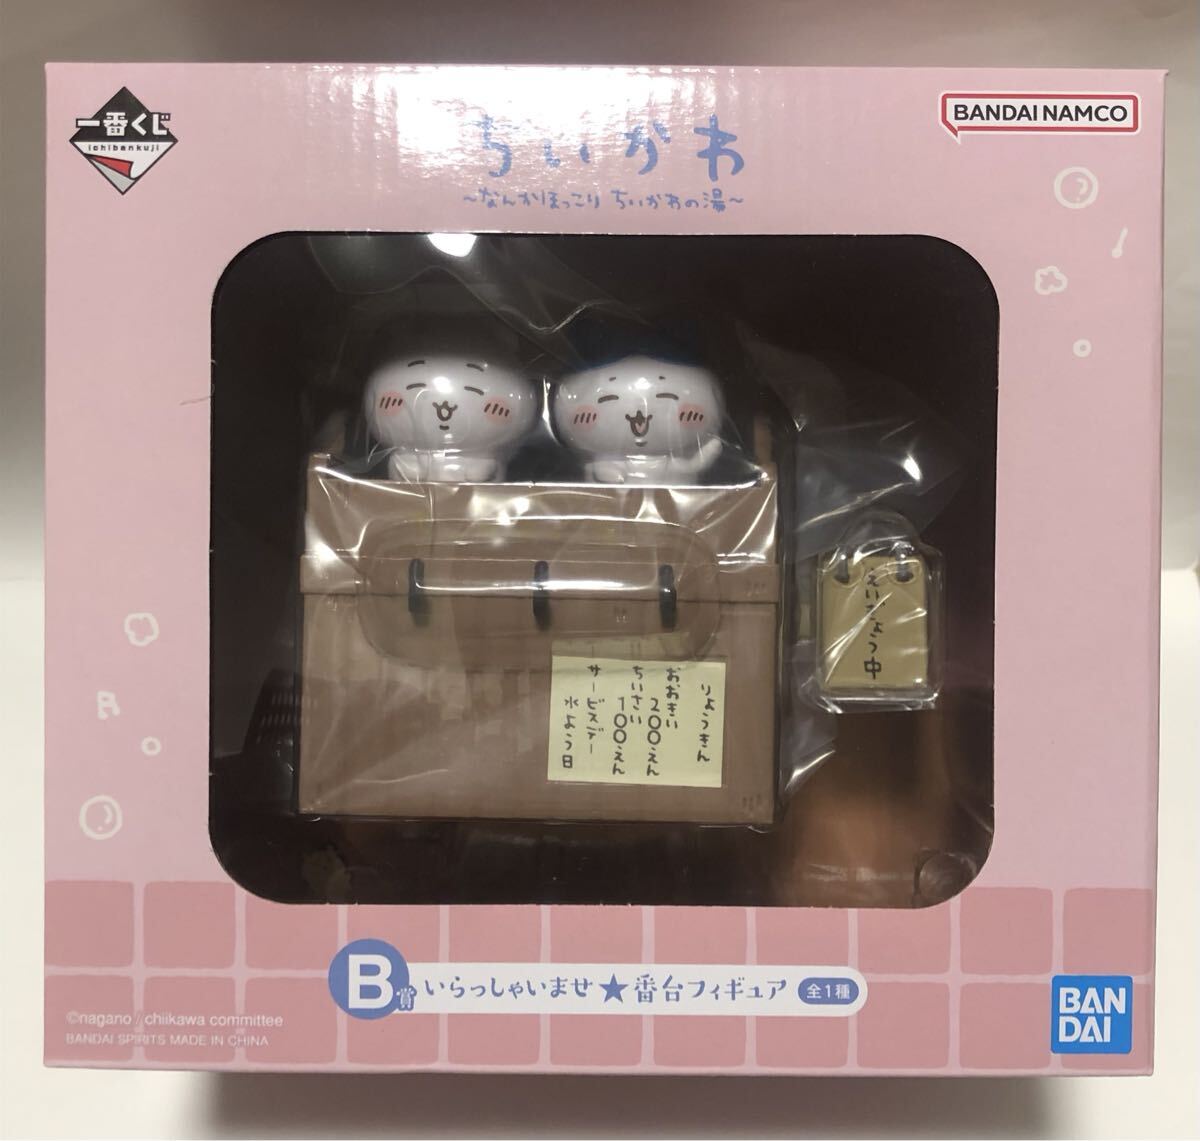 一番くじ
ichibankuji
ちいかわ
～なんかほっこり ちいかわの湯～
BANDAI NAMCO
りょうきん
おおきい
200えん
ちいさい
100えん
サービスデー
水よう日
えいぎょう中
B賞 いらっしゃいませ★番台フィギュア 全1種
©nagano / chiikawa committee
BANDAI SPIRITS MADE IN CHINA
BAN
DAI